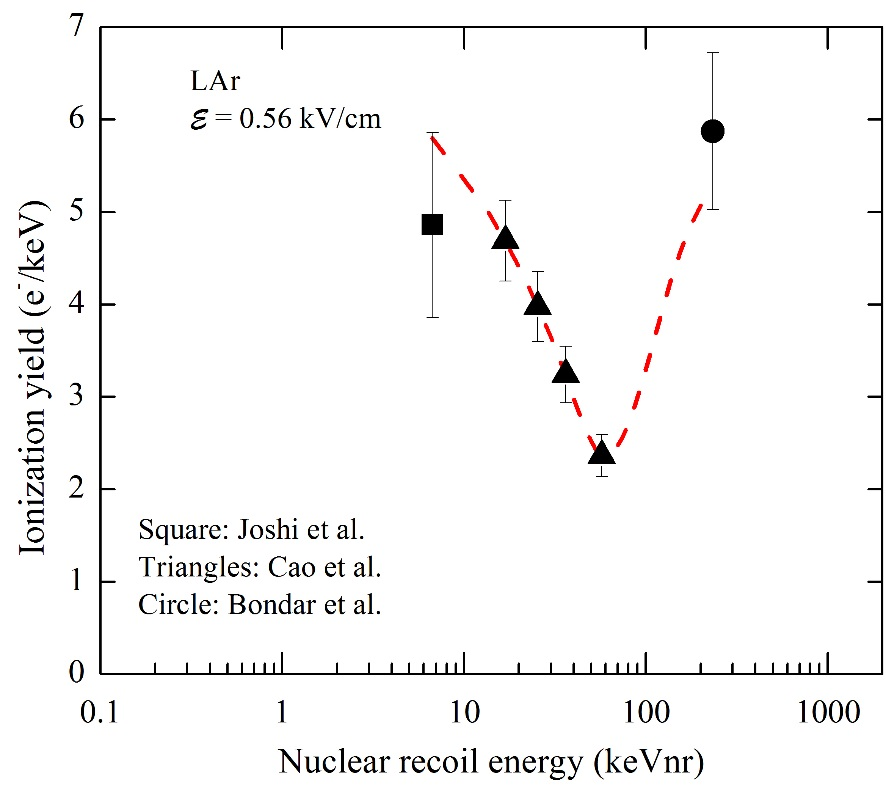 7
6
5
4
3
2
1
0
0.1 1 10 100 1000
Ionization yield (e⁻/keV)
Nuclear recoil energy (keVnr)
LAr
ℰ = 0.56 kV/cm
Square: Joshi et al.
Triangles: Cao et al.
Circle: Bondar et al.